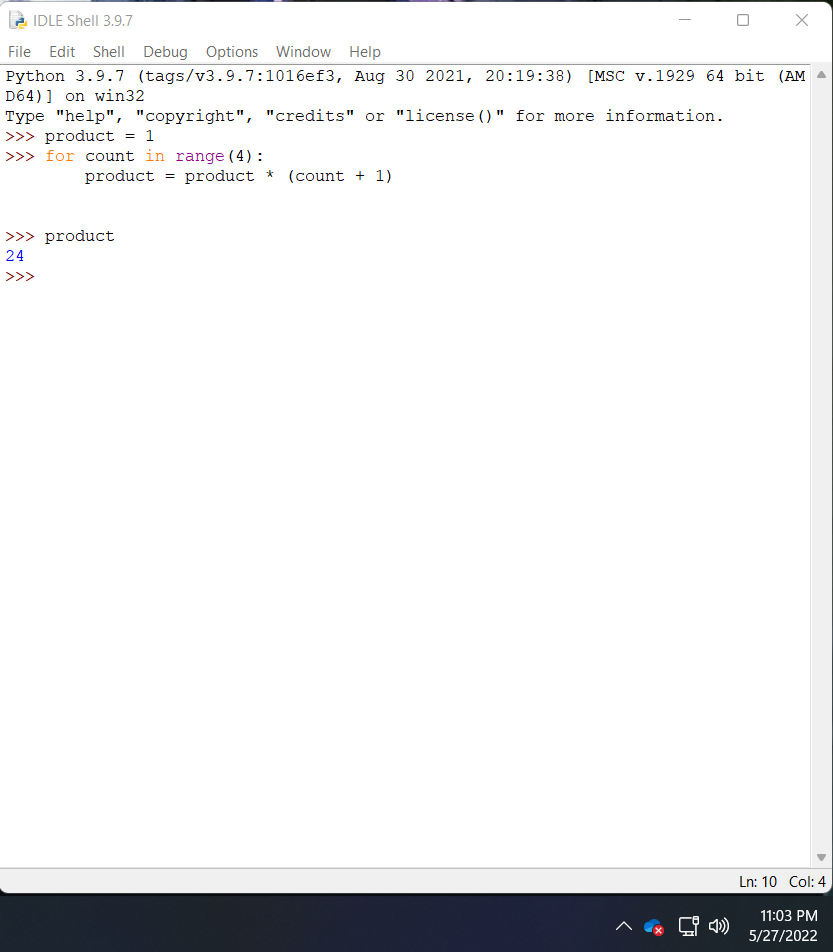 IDLE Shell 3.9.7
File Edit Shell Debug Options Window Help
Python 3.9.7 (tags/v3.9.7:1016ef3, Aug 30 2021, 20:19:38) [MSC v.1929 64 bit (AM
D64)] on win32
Type "help", "copyright", "credits" or "license()" for more information.
>>> product = 1
>>> for count in range(4):
        product = product * (count + 1)
>>> product
24
>>>
Ln: 10 Col: 4
11:03 PM
5/27/2022